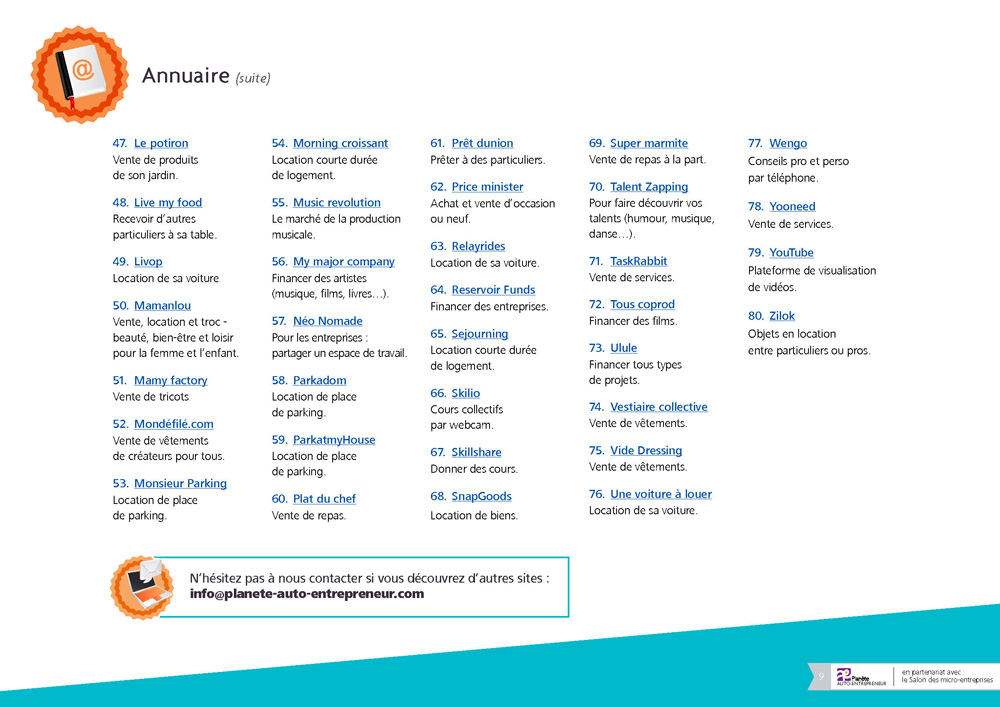 @
Annuaire (suite)
47. Le potiron
Vente de produits
de son jardin.
48. Live my food
Recevoir d’autres
particuliers à sa table.
49. Livop
Location de sa voiture
50. Mamanlou
Vente, location et troc -
beauté, bien-être et loisir
pour la femme et l’enfant.
51. Mamy factory
Vente de tricots
52. Mondéfilé.com
Vente de vêtements
de créateurs pour tous.
53. Monsieur Parking
Location de place
de parking.
54. Morning croissant
Location courte durée
de logement.
55. Music revolution
Le marché de la production
musicale.
56. My major company
Financer des artistes
(musique, films, livres…).
57. Néo Nomade
Pour les entreprises :
partager un espace de travail.
58. Parkadom
Location de place
de parking.
59. ParkatmyHouse
Location de place
de parking.
60. Plat du chef
Vente de repas.
61. Prêt dunion
Prêter à des particuliers.
62. Price minister
Achat et vente d’occasion
ou neuf.
63. Relayrides
Location de sa voiture.
64. Reservoir Funds
Financer des entreprises.
65. Sejourning
Location courte durée
de logement.
66. Skilio
Cours collectifs
par webcam.
67. Skillshare
Donner des cours.
68. SnapGoods
Location de biens.
69. Super marmite
Vente de repas à la part.
70. Talent Zapping
Pour faire découvrir vos
talents (humour, musique,
danse…).
71. TaskRabbit
Vente de services.
72. Tous coprod
Financer des films.
73. Ulule
Financer tous types
de projets.
74. Vestiaire collective
Vente de vêtements.
75. Vide Dressing
Vente de vêtements.
76. Une voiture à louer
Location de sa voiture.
77. Wengo
Conseils pro et perso
par téléphone.
78. Yooneed
Vente de services.
79. YouTube
Plateforme de visualisation
de vidéos.
80. Zilok
Objets en location
entre particuliers ou pros.
N’hésitez pas à nous contacter si vous découvrez d’autres sites :
info@planete-auto-entrepreneur.com
9
ae Planète
AUTO-ENTREPRENEUR
en partenariat avec :
le Salon des micro-entreprises